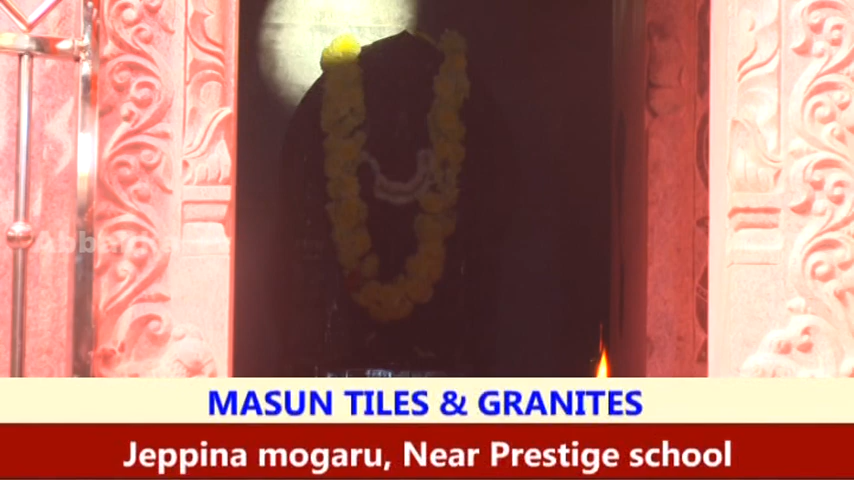 MASUN TILES & GRANITES
Jeppina mogaru, Near Prestige school